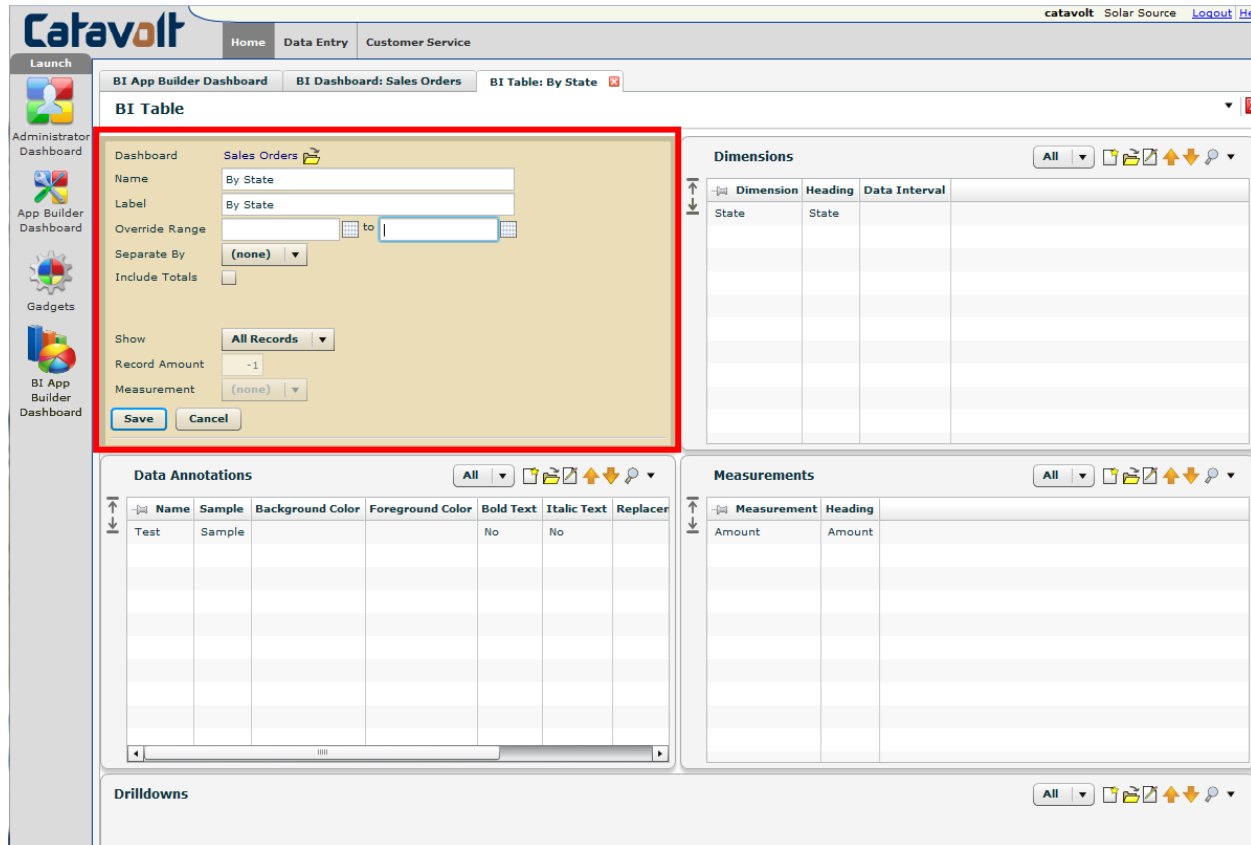 catavolt Solar Source Logout He
Catavolt
Home Data Entry Customer Service
Launch
Administrator
Dashboard
App Builder
Dashboard
Gadgets
BI App
Builder
Dashboard
BI App Builder Dashboard BI Dashboard: Sales Orders BI Table: By State
BI Table
Dashboard Sales Orders
Name By State
Label By State
Override Range to
Separate By (none)
Include Totals
Show All Records
Record Amount -1
Measurement (none)
Save Cancel
Dimensions All
Dimension Heading Data Interval
State State
Data Annotations All
Name Sample Background Color Foreground Color Bold Text Italic Text Replacer
Test Sample No No
Measurements All
Measurement Heading
Amount Amount
Drilldowns All